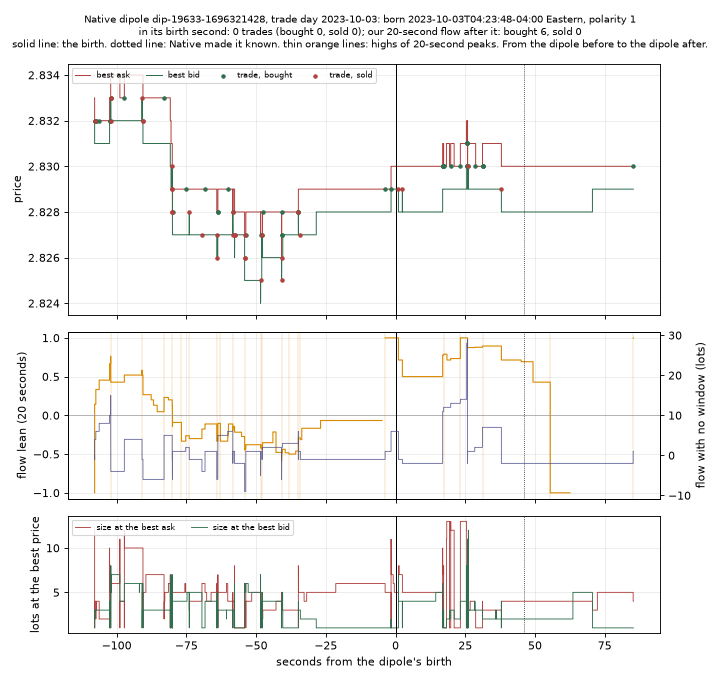 Native dipole dip-19633-1696321428, trade day 2023-10-03: born 2023-10-03T04:23:48-04:00 Eastern, polarity 1
in its birth second: 0 trades (bought 0, sold 0); our 20-second flow after it: bought 6, sold 0
solid line: the birth. dotted line: Native made it known. thin orange lines: highs of 20-second peaks. From the dipole before to the dipole after.
best ask best bid trade, bought trade, sold
2.834
2.832
2.830
2.828
2.826
2.824
price
1.0
0.5
0.0
−0.5
−1.0
flow lean (20 seconds)
30
20
10
0
−10
flow with no window (lots)
size at the best ask size at the best bid
10
5
lots at the best price
−100 −75 −50 −25 0 25 50 75
seconds from the dipole's birth